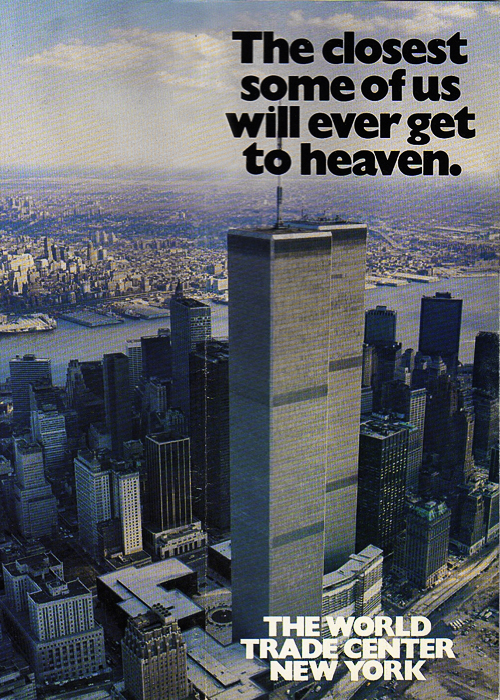 The closest
some of us
will ever get
to heaven.
THE WORLD
TRADE CENTER
NEW YORK